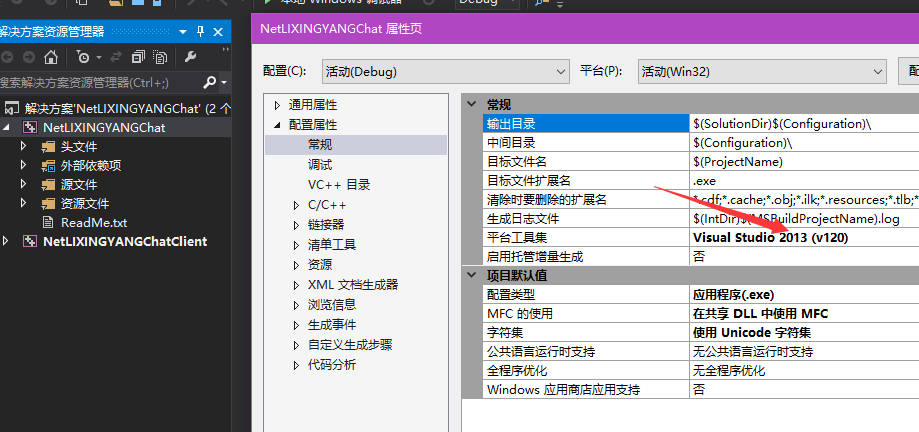 本地 Windows 调试器
Debug
解决方案资源管理器
搜索解决方案资源管理器(Ctrl+;)
解决方案'NetLIXINGYANGChat' (2 个
NetLIXINGYANGChat
头文件
外部依赖项
源文件
资源文件
ReadMe.txt
NetLIXINGYANGChatClient
NetLIXINGYANGChat 属性页
配置(C):
活动(Debug)
平台(P):
活动(Win32)
配
通用属性
配置属性
常规
调试
VC++ 目录
C/C++
链接器
清单工具
资源
XML 文档生成器
浏览信息
生成事件
自定义生成步骤
代码分析
常规
输出目录 $(SolutionDir)$(Configuration)\
中间目录 $(Configuration)\
目标文件名 $(ProjectName)
目标文件扩展名 .exe
清除时要删除的扩展名 *.cdf;*.cache;*.obj;*.ilk;*.resources;*.tlb;*
生成日志文件 $(IntDir)$(MSBuildProjectName).log
平台工具集 Visual Studio 2013 (v120)
启用托管增量生成 否
项目默认值
配置类型 应用程序(.exe)
MFC 的使用 在共享 DLL 中使用 MFC
字符集 使用 Unicode 字符集
公共语言运行时支持 无公共语言运行时支持
全程序优化 无全程序优化
Windows 应用商店应用支持 否